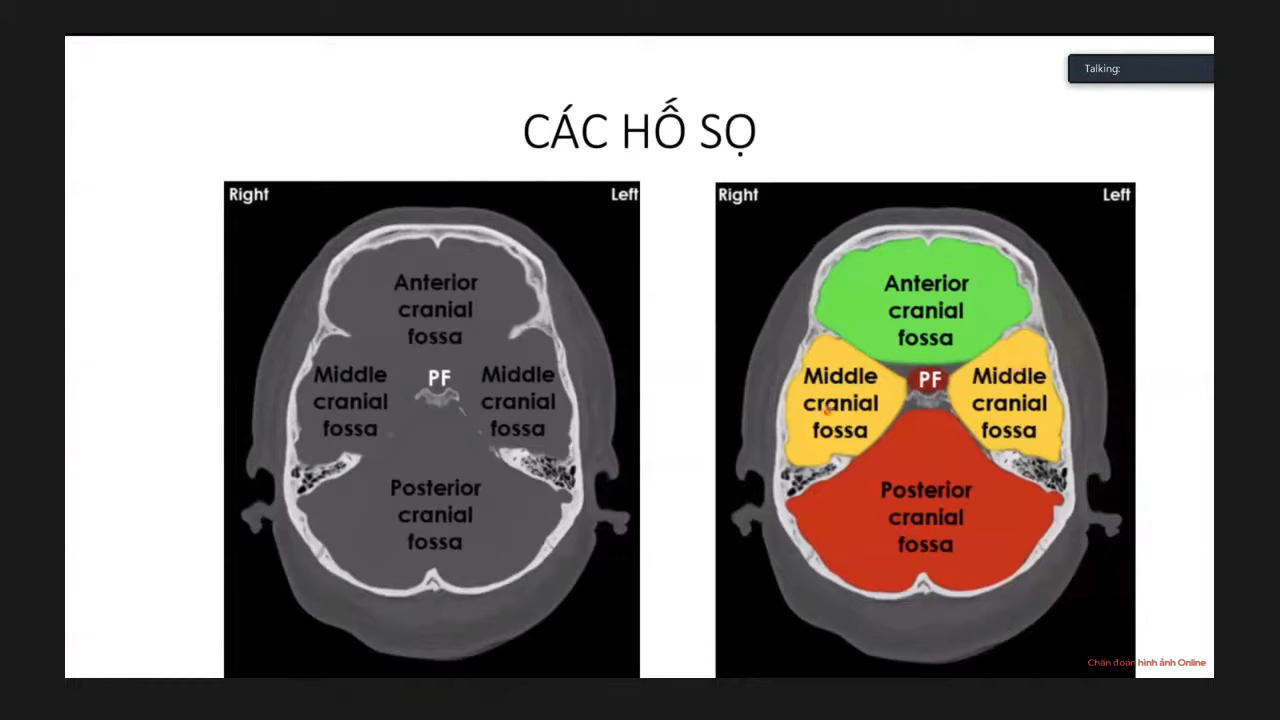 Talking:
CÁC HỐ SỌ
Right
Left
Anterior
cranial
fossa
Middle
cranial
fossa
PF
Middle
cranial
fossa
Posterior
cranial
fossa
Right
Left
Anterior
cranial
fossa
Middle
cranial
fossa
PF
Middle
cranial
fossa
Posterior
cranial
fossa
Chẩn đoán hình ảnh Online